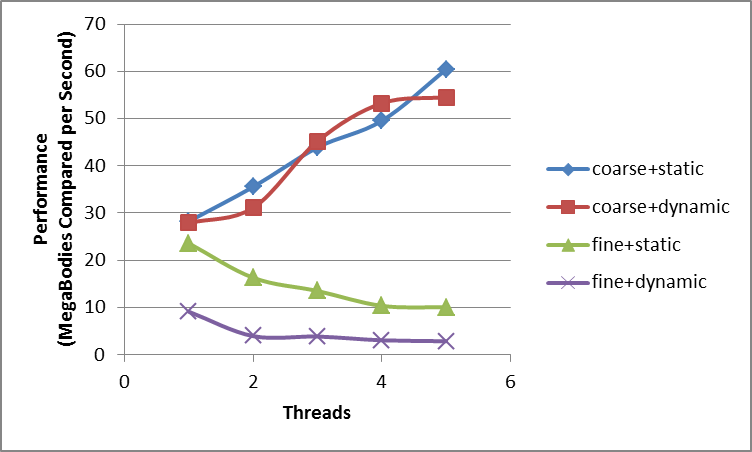 70
60
50
40
30
20
10
0
0 2 4 6
Performance
(MegaBodies Compared per Second)
Threads
coarse+static
coarse+dynamic
fine+static
fine+dynamic